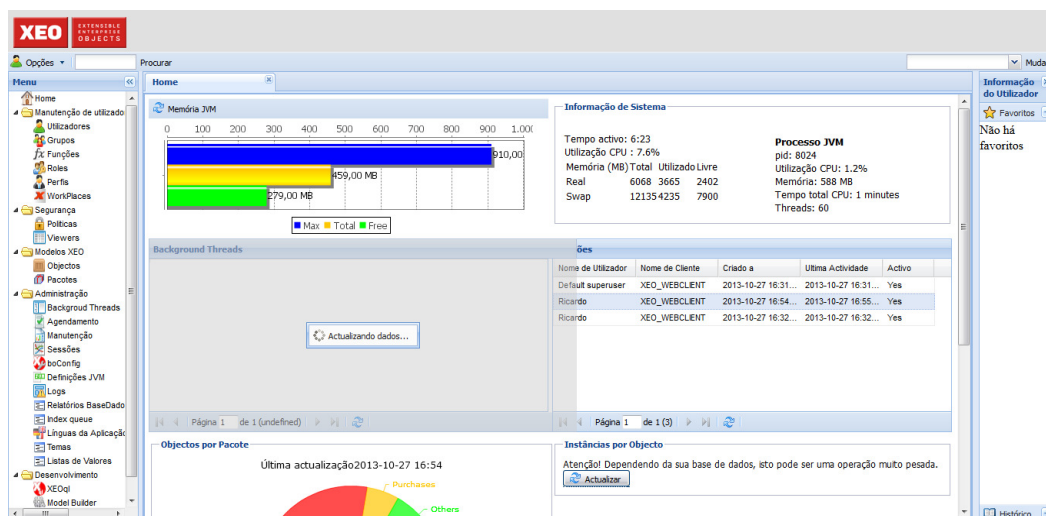 XEO EXTENSIBLE
ENTERPRISE
OBJECTS
Opções Procurar Muda
Menu
Home
Manutenção de utilizado
Utilizadores
Grupos
fx Funções
Roles
Perfis
WorkPlaces
Segurança
Politicas
Viewers
Modelos XEO
Objectos
Pacotes
Administração
Backgroud Threads
Agendamento
Manutenção
Sessões
boConfig
Definições JVM
Logs
Relatórios BaseDado
Index queue
Línguas da Aplicação
Temas
Listas de Valores
Desenvolvimento
XEOql
Model Builder
Home
Memória JVM
0 100 200 300 400 500 600 700 800 900 1.00(
910,00
459,00 MB
279,00 MB
Max Total Free
Informação de Sistema
Tempo activo: 6:23
Utilização CPU : 7.6%
Memória (MB) Total Utilizado Livre
Real 6068 3665 2402
Swap 12135 4235 7900
Processo JVM
pid: 8024
Utilização CPU: 1.2%
Memória: 588 MB
Tempo total CPU: 1 minutes
Threads: 60
Background Threads
Actualizando dados...
Página 1 de 1 (undefined)
ões
Nome de Utilizador Nome de Cliente Criado a Ultima Actividade Activo
Default superuser XEO_WEBCLIENT 2013-10-27 16:31... 2013-10-27 16:31... Yes
Ricardo XEO_WEBCLIENT 2013-10-27 16:54... 2013-10-27 16:55... Yes
Ricardo XEO_WEBCLIENT 2013-10-27 16:32... 2013-10-27 16:32... Yes
Página 1 de 1 (3)
Objectos por Pacote
Última actualização2013-10-27 16:54
Purchases
Others
Instâncias por Objecto
Atenção! Dependendo da sua base de dados, isto pode ser uma operação muito pesada.
Actualizar
Informação
do Utilizador
Favoritos
Não há
favoritos
Histórico